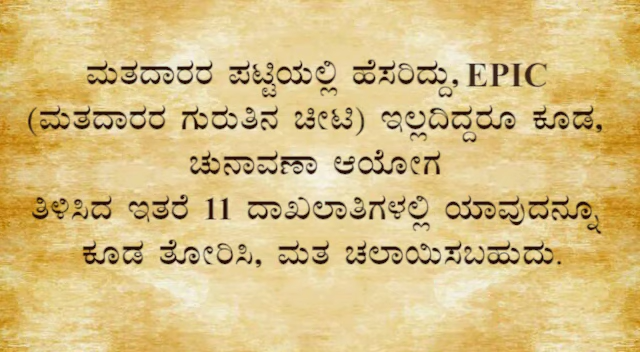 ಮತದಾರರ ಪಟ್ಟಿಯಲ್ಲಿ ಹೆಸರಿದ್ದು, EPIC
(ಮತದಾರರ ಗುರುತಿನ ಚೀಟಿ) ಇಲ್ಲದಿದ್ದರೂ ಕೂಡ,
ಚುನಾವಣಾ ಆಯೋಗ
ತಿಳಿಸಿದ ಇತರೆ 11 ದಾಖಲಾತಿಗಳಲ್ಲಿ ಯಾವುದನ್ನೂ
ಕೂಡ ತೋರಿಸಿ, ಮತ ಚಲಾಯಿಸಬಹುದು.